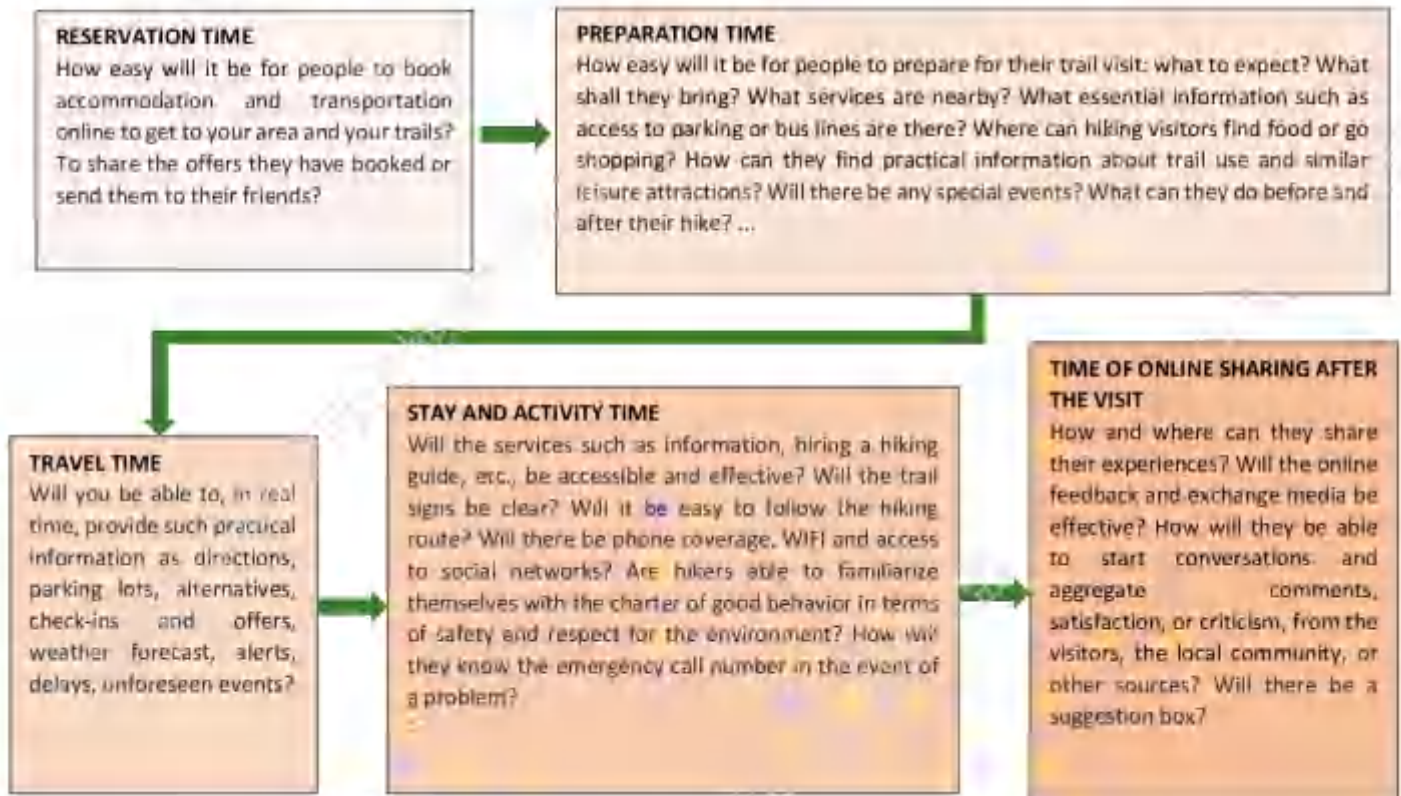 RESERVATION TIME
How easy will it be for people to book
accommodation and transportation
online to get to your area and your trails?
To share the offers they have booked or
send them to their friends?
PREPARATION TIME
How easy will it be for people to prepare for their trail visit: what to expect? What
shall they bring? What services are nearby? What essential information such as
access to parking or bus lines are there? Where can hiking visitors find food or go
shopping? How can they find practical information about trail use and similar
leisure attractions? Will there be any special events? What can they do before and
after their hike? ...
TRAVEL TIME
Will you be able to, in real
time, provide such practical
information as directions,
parking lots, alternatives,
check-ins and offers,
weather forecast, alerts,
delays, unforeseen events?
STAY AND ACTIVITY TIME
Will the services such as information, hiring a hiking
guide, etc., be accessible and effective? Will the trail
signs be clear? Will it be easy to follow the hiking
route? Will there be phone coverage, WIFI and access
to social networks? Are hikers able to familiarize
themselves with the charter of good behavior in terms
of safety and respect for the environment? How will
they know the emergency call number in the event of
a problem?
TIME OF ONLINE SHARING AFTER
THE VISIT
How and where can they share
their experiences? Will the online
feedback and exchange media be
effective? How will they be able
to start conversations and
aggregate comments,
satisfaction, or criticism, from the
visitors, the local community, or
other sources? Will there be a
suggestion box?